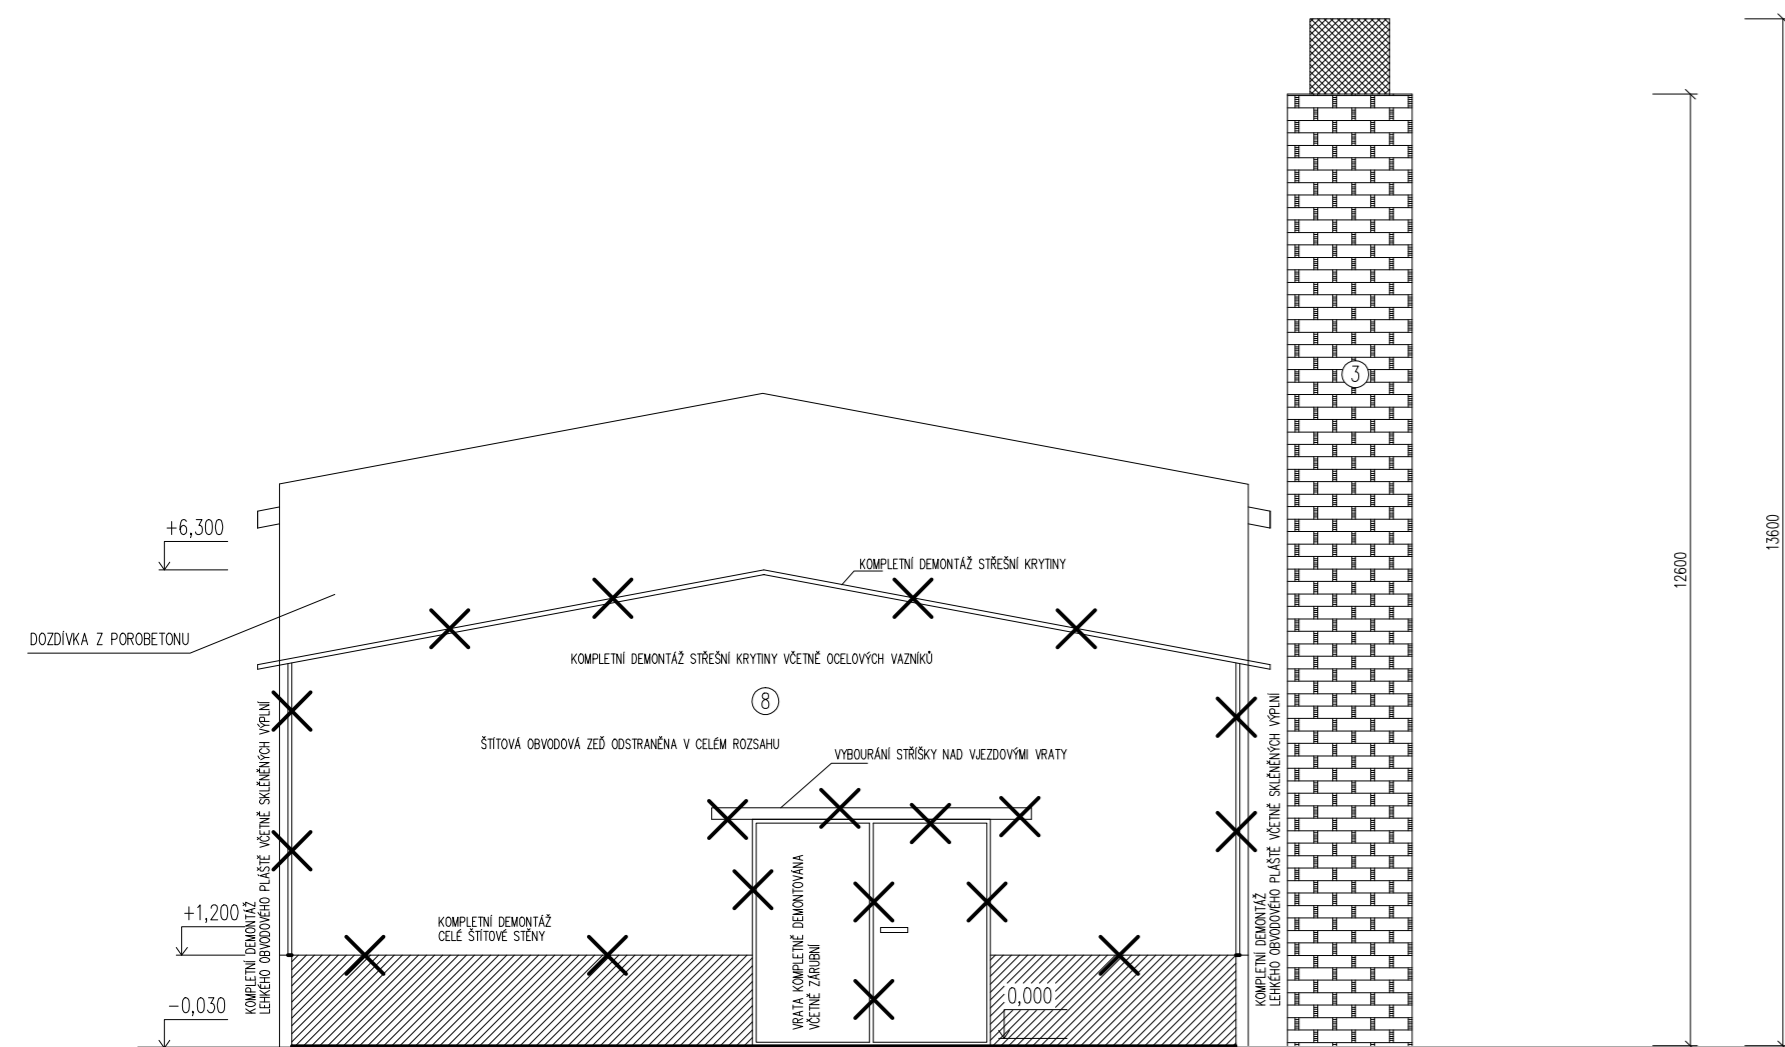 13600
12600
3
+6,300
KOMPLETNÍ DEMONTÁŽ STŘEŠNÍ KRYTINY
DOZDÍVKA Z POROBETONU
KOMPLETNÍ DEMONTÁŽ STŘEŠNÍ KRYTINY VČETNĚ OCELOVÝCH VAZNÍKŮ
8
ŠTÍTOVÁ OBVODOVÁ ZEĎ ODSTRANĚNA V CELÉM ROZSAHU
VYBOURÁNÍ STŘÍŠKY NAD VJEZDOVÝMI VRATY
KOMPLETNÍ DEMONTÁŽ
LEHKÉHO OBVODOVÉHO PLÁŠTĚ VČETNĚ SKLĚNĚNÝCH VÝPLNÍ
+1,200
KOMPLETNÍ DEMONTÁŽ
CELÉ ŠTÍTOVÉ STĚNY
VRATA KOMPLETNĚ DEMONTOVÁNA
VČETNĚ ZÁRUBNÍ
KOMPLETNÍ DEMONTÁŽ
LEHKÉHO OBVODOVÉHO PLÁŠTĚ VČETNĚ SKLĚNĚNÝCH VÝPLNÍ
-0,030
0,000